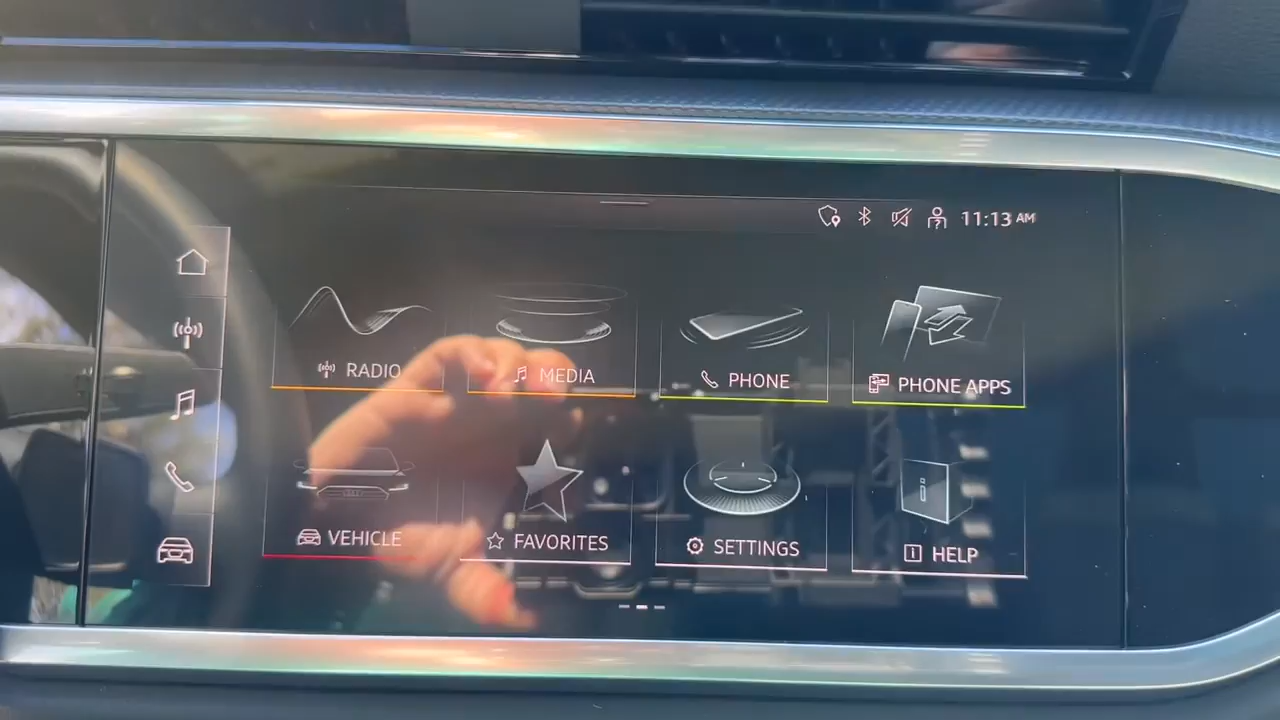 11:13 AM
RADIO
MEDIA
PHONE
PHONE APPS
VEHICLE
FAVORITES
SETTINGS
HELP